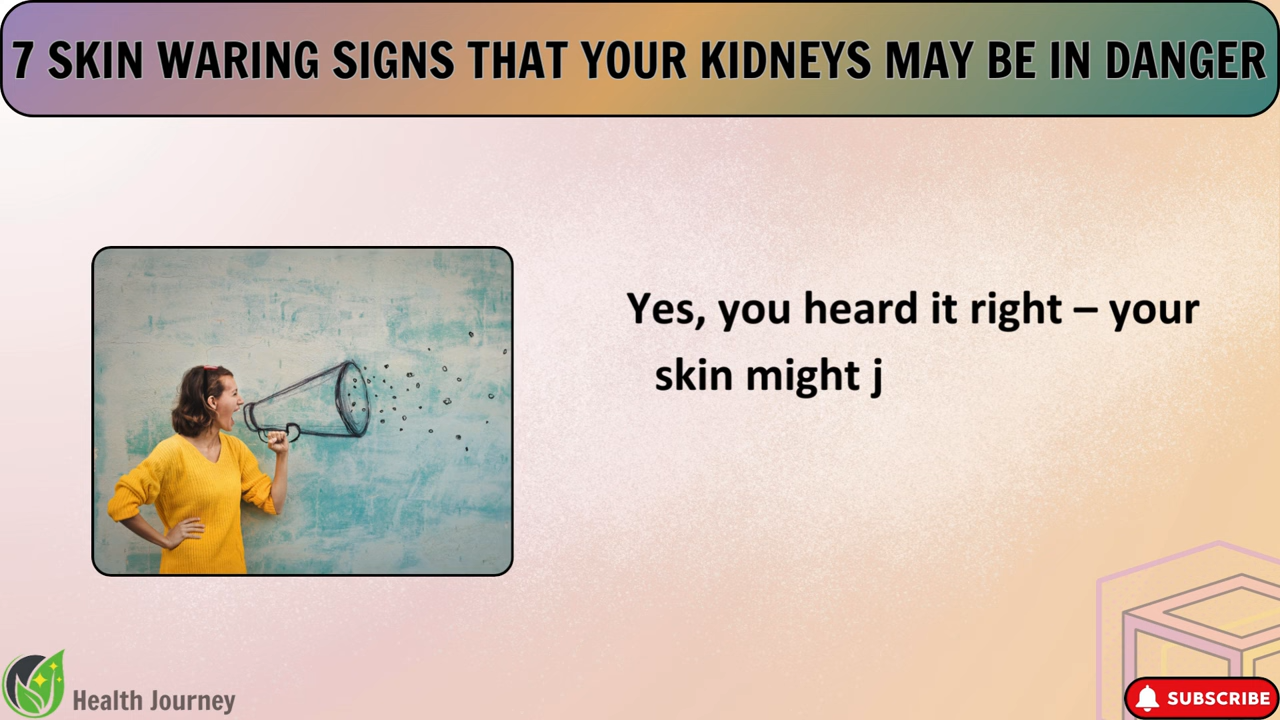 7 SKIN WARING SIGNS THAT YOUR KIDNEYS MAY BE IN DANGER
Yes, you heard it right – your
skin might j
Health Journey
SUBSCRIBE